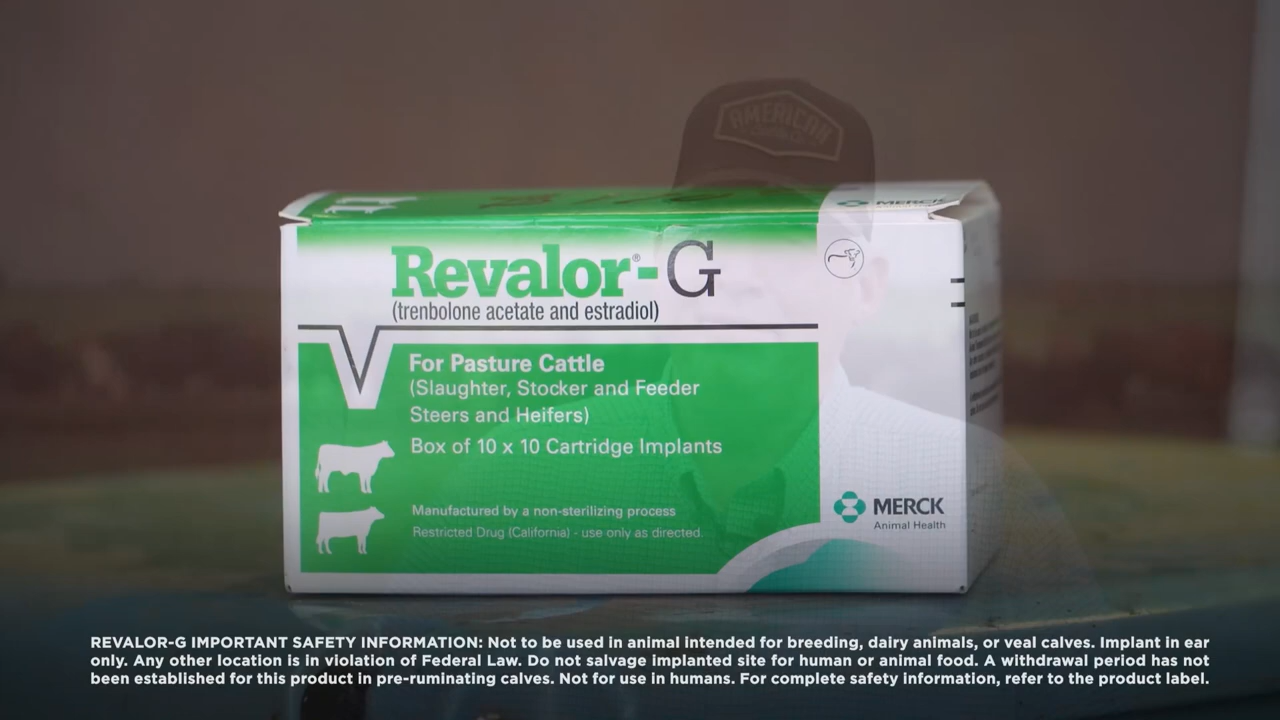 AMERICAN
MERCK
Revalor®-G
(trenbolone acetate and estradiol)
For Pasture Cattle
(Slaughter, Stocker and Feeder
Steers and Heifers)
Box of 10 x 10 Cartridge Implants
Manufactured by a non-sterilizing process
Restricted Drug (California) - use only as directed.
MERCK
Animal Health
REVALOR-G IMPORTANT SAFETY INFORMATION: Not to be used in animal intended for breeding, dairy animals, or veal calves. Implant in ear
only. Any other location is in violation of Federal Law. Do not salvage implanted site for human or animal food. A withdrawal period has not
been established for this product in pre-ruminating calves. Not for use in humans. For complete safety information, refer to the product label.